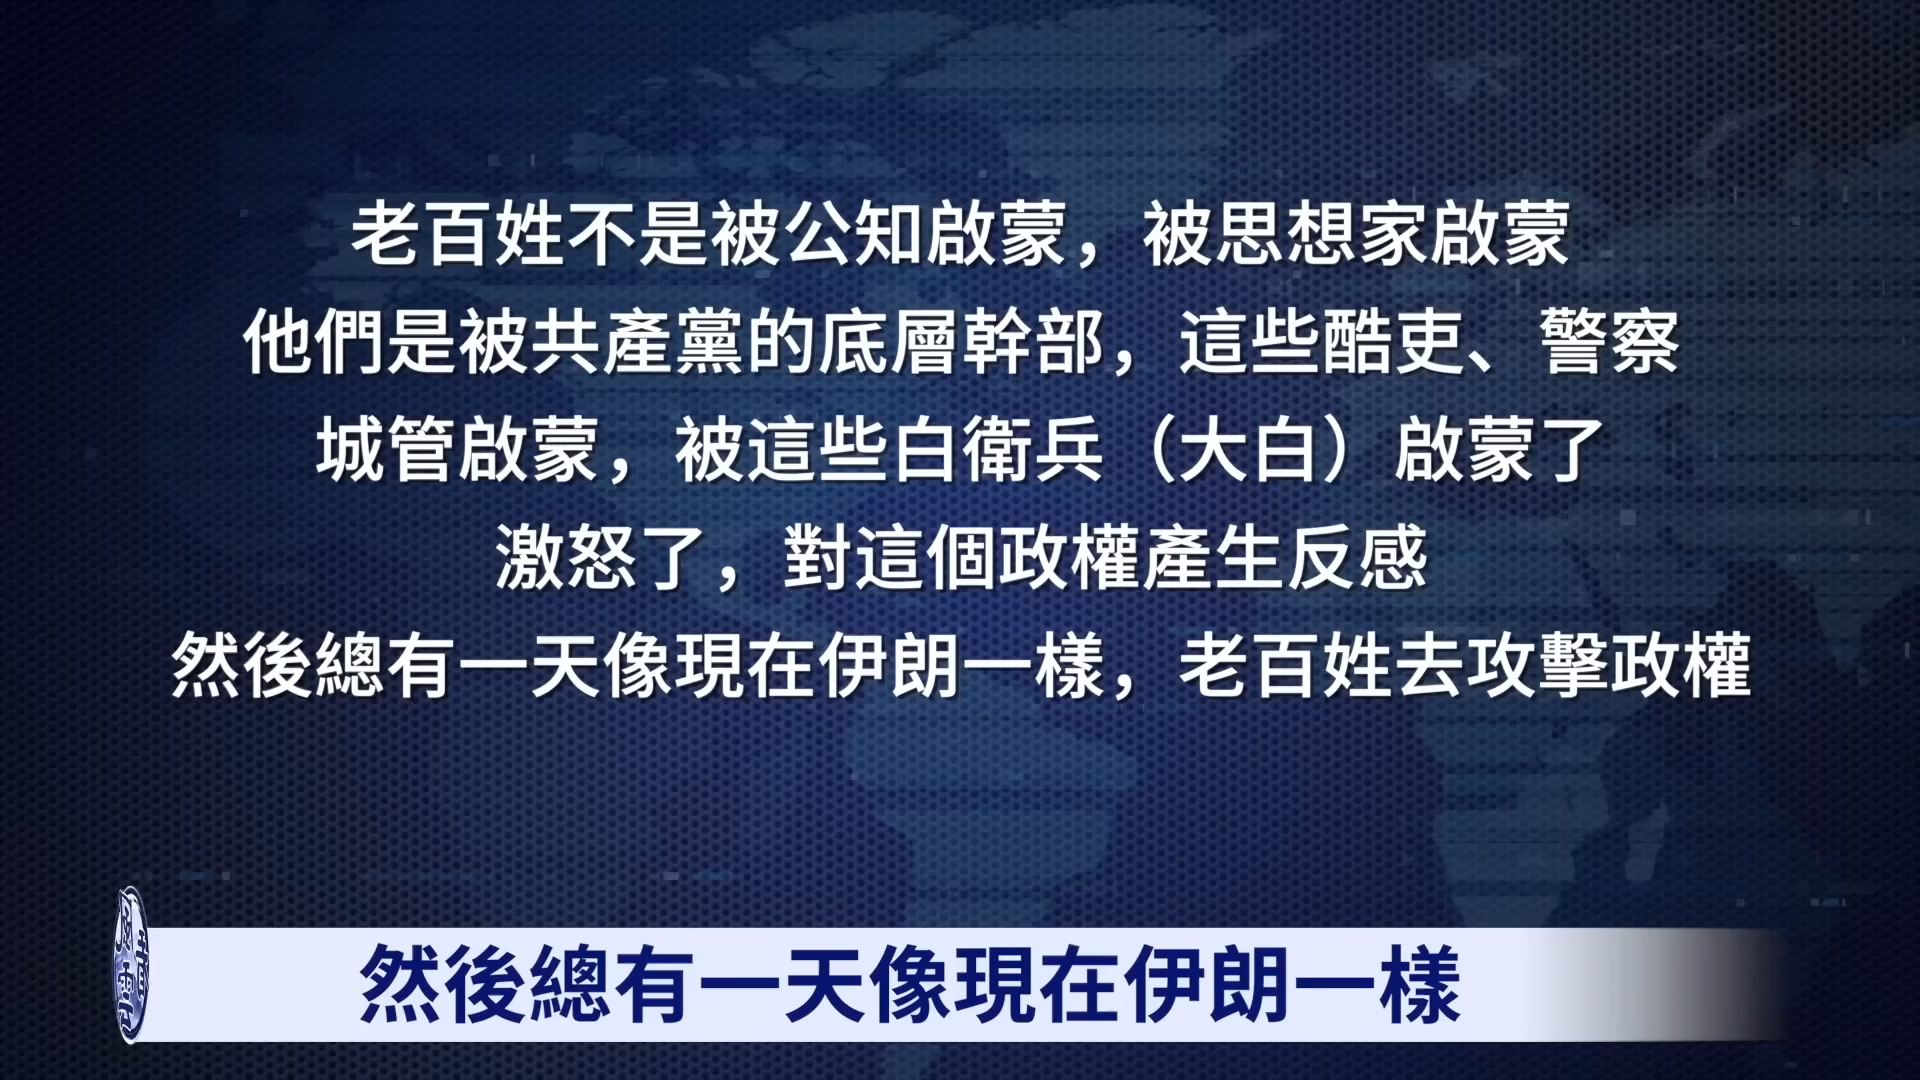 老百姓不是被公知啟蒙，被思想家啟蒙
他們是被共產黨的底層幹部，這些酷吏、警察
城管啟蒙，被這些白衛兵（大白）啟蒙了
激怒了，對這個政權產生反感
然後總有一天像現在伊朗一樣，老百姓去攻擊政權
然後總有一天像現在伊朗一樣